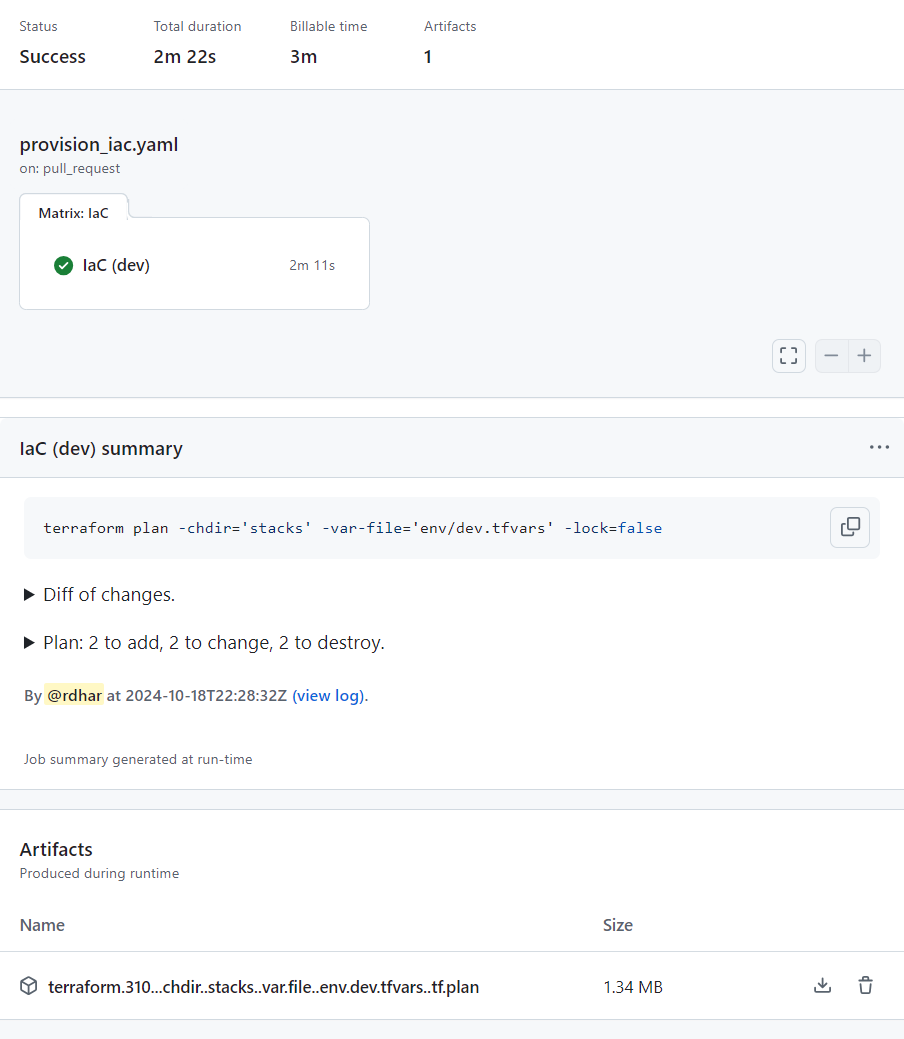 Status Total duration Billable time Artifacts
Success 2m 22s 3m 1
provision_iac.yaml
on: pull_request
Matrix: IaC
IaC (dev) 2m 11s
IaC (dev) summary
terraform plan -chdir='stacks' -var-file='env/dev.tfvars' -lock=false
Diff of changes.
Plan: 2 to add, 2 to change, 2 to destroy.
By @rdhar at 2024-10-18T22:28:32Z (view log).
Job summary generated at run-time
Artifacts
Produced during runtime
Name Size
terraform.310...chdir..stacks..var.file..env.dev.tfvars..tf.plan 1.34 MB